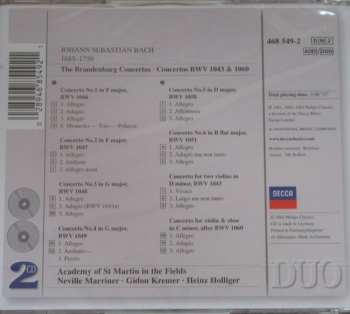 JOHANN SEBASTIAN BACH
1685-1750
The Brandenburg Concertos · Concertos BWV 1043 & 1060
468 549-2
Concerto No.1 in F major,
BWV 1046
1. Allegro
2. Adagio
3. Allegro
4. Menuetto — Trio — Polacca
Concerto No.2 in F major,
BWV 1047
1. Allegro
2. Andante
3. Allegro assai
Concerto No.3 in G major,
BWV 1048
1. Allegro
2. Adagio
3. Allegro
Concerto No.4 in G major,
BWV 1049
1. Allegro
2. Andante
3. Presto
Concerto No.5 in D major,
BWV 1050
1. Allegro
2. Affettuoso
3. Allegro
Concerto No.6 in B flat major,
BWV 1051
1. Allegro
2. Adagio ma non tanto
3. Allegro
Concerto for two violins in
D minor, BWV 1043
1. Vivace
2. Largo ma non tanto
3. Allegro
Concerto for violin & oboe
in C minor, after BWV 1060
1. Allegro
2. Adagio
3. Allegro
Academy of St Martin in the Fields
Neville Marriner · Gidon Kremer · Heinz Holliger
2 CD
DECCA
DUO